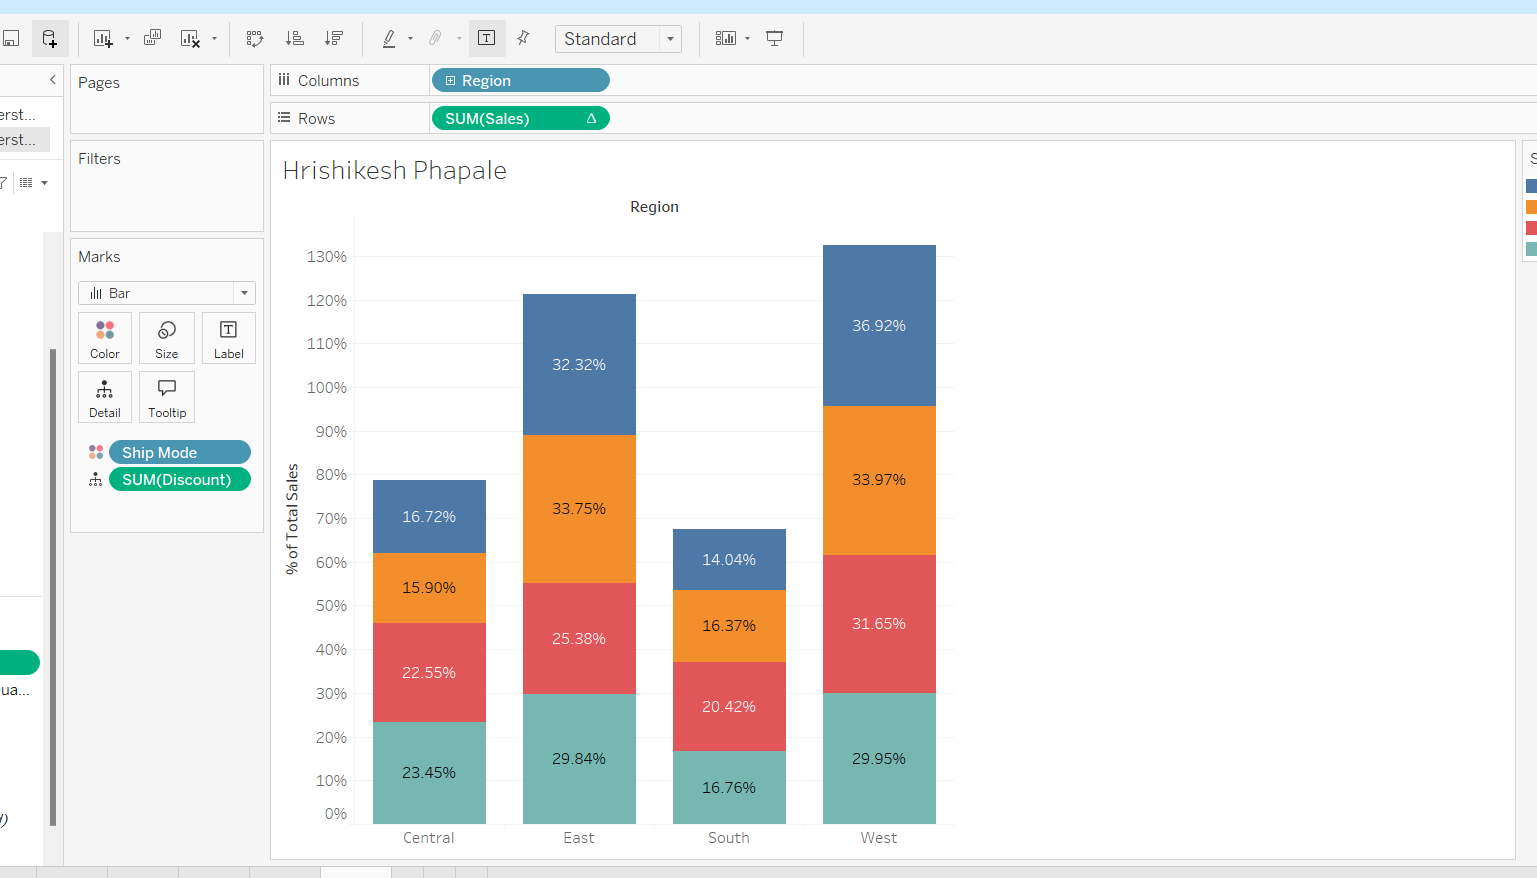 Standard
Pages
Columns
Region
Rows
SUM(Sales)
erst...
erst...
Filters
Marks
Bar
Color
Size
Label
Detail
Tooltip
Ship Mode
SUM(Discount)
ua...
Hrishikesh Phapale
Region
% of Total Sales
130%
120%
110%
100%
90%
80%
70%
60%
50%
40%
30%
20%
10%
0%
16.72%
15.90%
22.55%
23.45%
32.32%
33.75%
25.38%
29.84%
14.04%
16.37%
20.42%
16.76%
36.92%
33.97%
31.65%
29.95%
Central
East
South
West
S